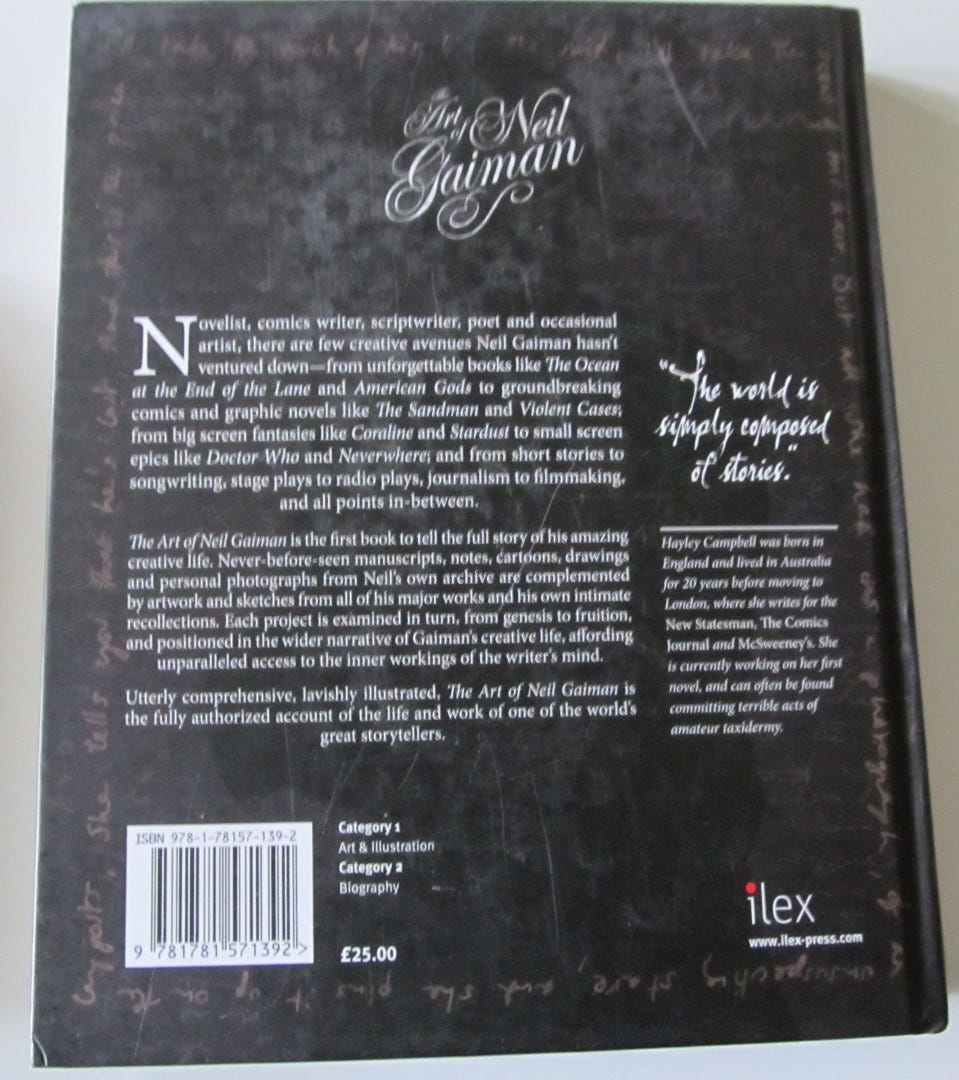 The
Art
of Neil
Gaiman
Novelist, comics writer, scriptwriter, poet and occasional
artist, there are few creative avenues Neil Gaiman hasn't
ventured down—from unforgettable books like The Ocean
at the End of the Lane and American Gods to groundbreaking
comics and graphic novels like The Sandman and Violent Cases;
from big screen fantasies like Coraline and Stardust to small screen
epics like Doctor Who and Neverwhere; and from short stories to
songwriting, stage plays to radio plays, journalism to filmmaking,
and all points in-between.
The Art of Neil Gaiman is the first book to tell the full story of his amazing
creative life. Never-before-seen manuscripts, notes, cartoons, drawings
and personal photographs from Neil's own archive are complemented
by artwork and sketches from all of his major works and his own intimate
recollections. Each project is examined in turn, from genesis to fruition,
and positioned in the wider narrative of Gaiman's creative life, affording
unparalleled access to the inner workings of the writer's mind.
Utterly comprehensive, lavishly illustrated, The Art of Neil Gaiman is
the fully authorized account of the life and work of one of the world's
great storytellers.
"The world is
simply composed
of stories."
Hayley Campbell was born in
England and lived in Australia
for 20 years before moving to
London, where she writes for the
New Statesman, The Comics
Journal and McSweeney's. She
is currently working on her first
novel, and can often be found
committing terrible acts of
amateur taxidermy.
ISBN 978-1-78157-139-2
9 781781 571392 >
Category 1
Art & Illustration
Category 2
Biography
£25.00
ilex
www.ilex-press.com
she tells you that he's
and she pins it up on the